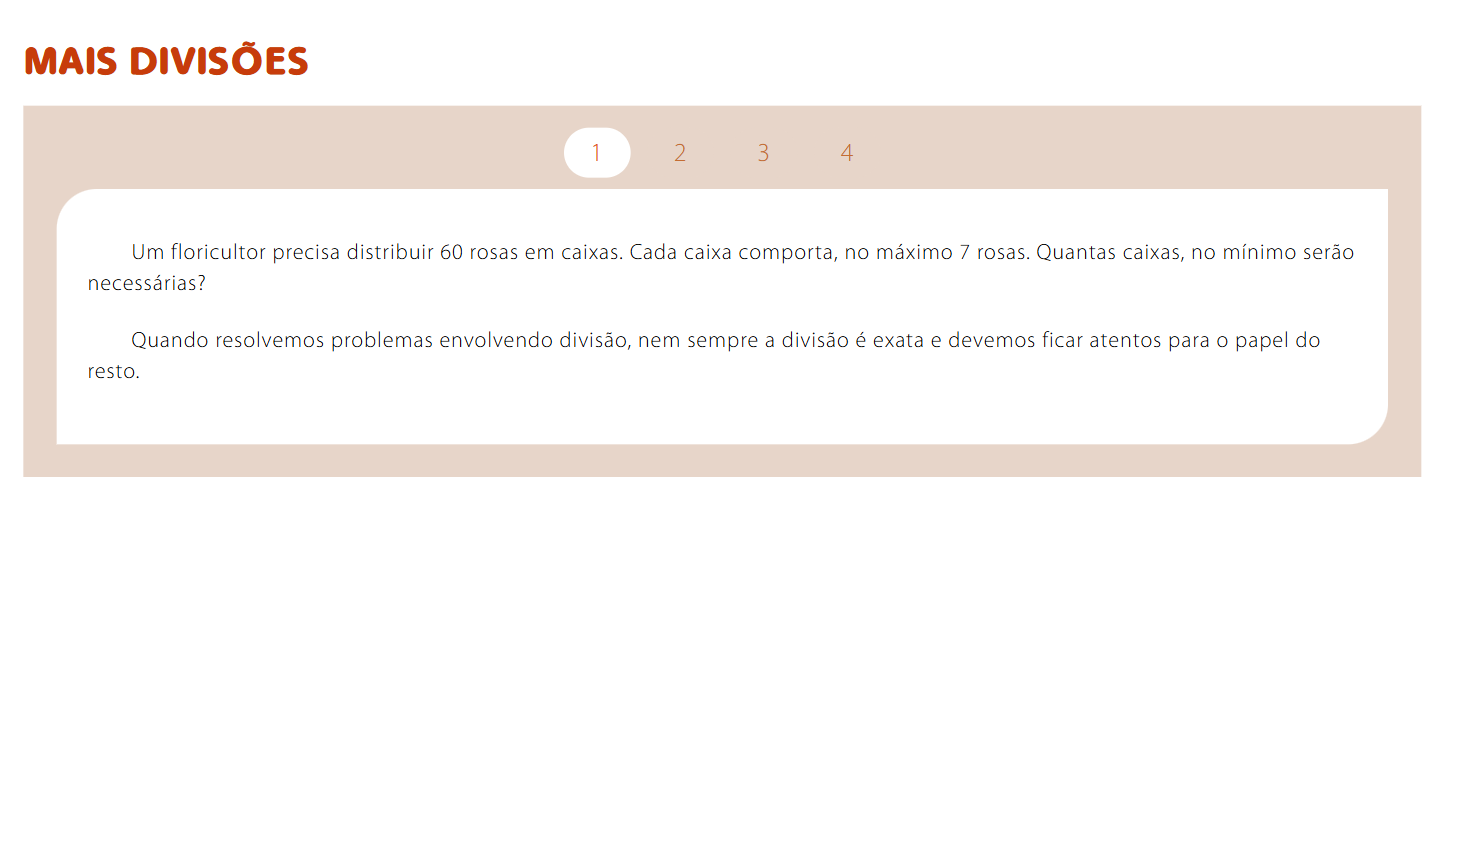 MAIS DIVISÕES
1 2 3 4
Um floricultor precisa distribuir 60 rosas em caixas. Cada caixa comporta, no máximo 7 rosas. Quantas caixas, no mínimo serão
necessárias?
Quando resolvemos problemas envolvendo divisão, nem sempre a divisão é exata e devemos ficar atentos para o papel do
resto.